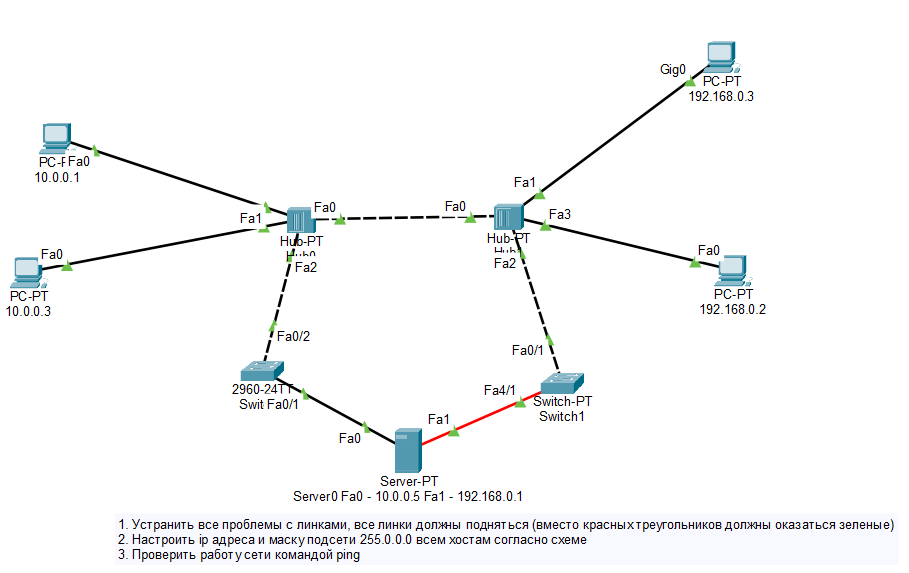 Gig0
PC-PT
192.168.0.3
Fa0
10.0.0.1
Fa1
Fa0
Fa0
Fa1
Fa3
Hub-PT
Hub-PT
Fa2
Fa2
Fa0
PC-PT
10.0.0.3
Fa0
PC-PT
192.168.0.2
Fa0/2
Fa0/1
2960-24TT
Swit Fa0/1
Fa4/1
Switch-PT
Switch1
Fa0
Fa1
Server-PT
Server0 Fa0 - 10.0.0.5 Fa1 - 192.168.0.1
1. Устранить все проблемы с линками, все линки должны подняться (вместо красных треугольников должны оказаться зеленые)
2. Настроить ip адреса и маску подсети 255.0.0.0 всем хостам согласно схеме
3. Проверить работу сети командой ping